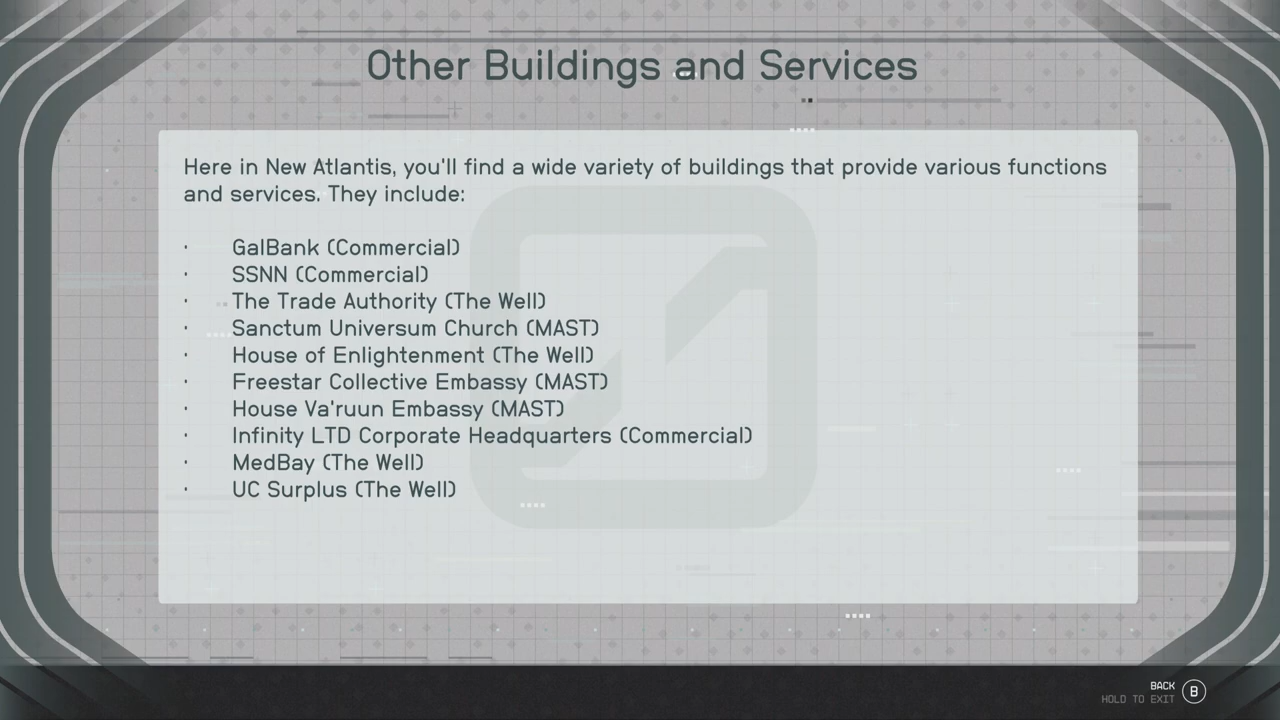 Other Buildings and Services
Here in New Atlantis, you'll find a wide variety of buildings that provide various functions
and services. They include:
· GalBank (Commercial)
· SSNN (Commercial)
· The Trade Authority (The Well)
· Sanctum Universum Church (MAST)
· House of Enlightenment (The Well)
· Freestar Collective Embassy (MAST)
· House Va'ruun Embassy (MAST)
· Infinity LTD Corporate Headquarters (Commercial)
· MedBay (The Well)
· UC Surplus (The Well)
BACK
HOLD TO EXIT
B